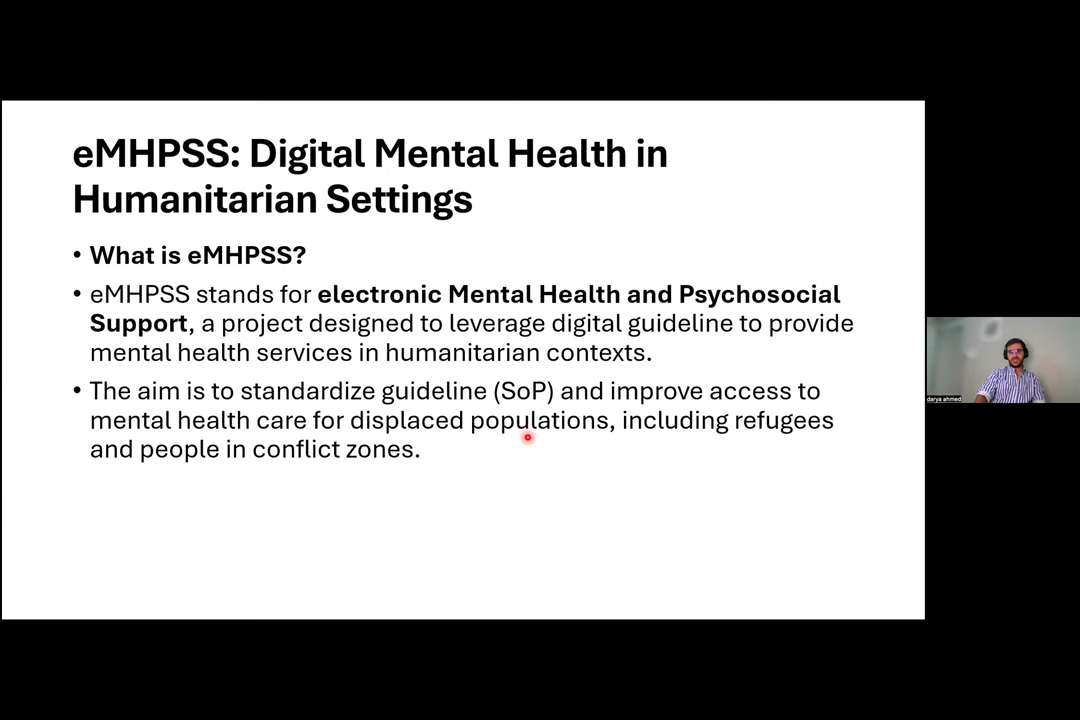 eMHPSS: Digital Mental Health in
Humanitarian Settings
• What is eMHPSS?
• eMHPSS stands for electronic Mental Health and Psychosocial
Support, a project designed to leverage digital guideline to provide
mental health services in humanitarian contexts.
• The aim is to standardize guideline (SoP) and improve access to
mental health care for displaced populations, including refugees
and people in conflict zones.
darya ahmed